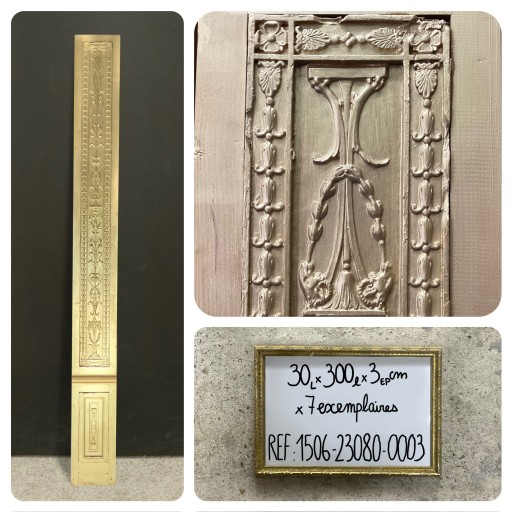 30L x 300l x 3EP cm
x 7 exemplaires
REF: 1506-23080-0003